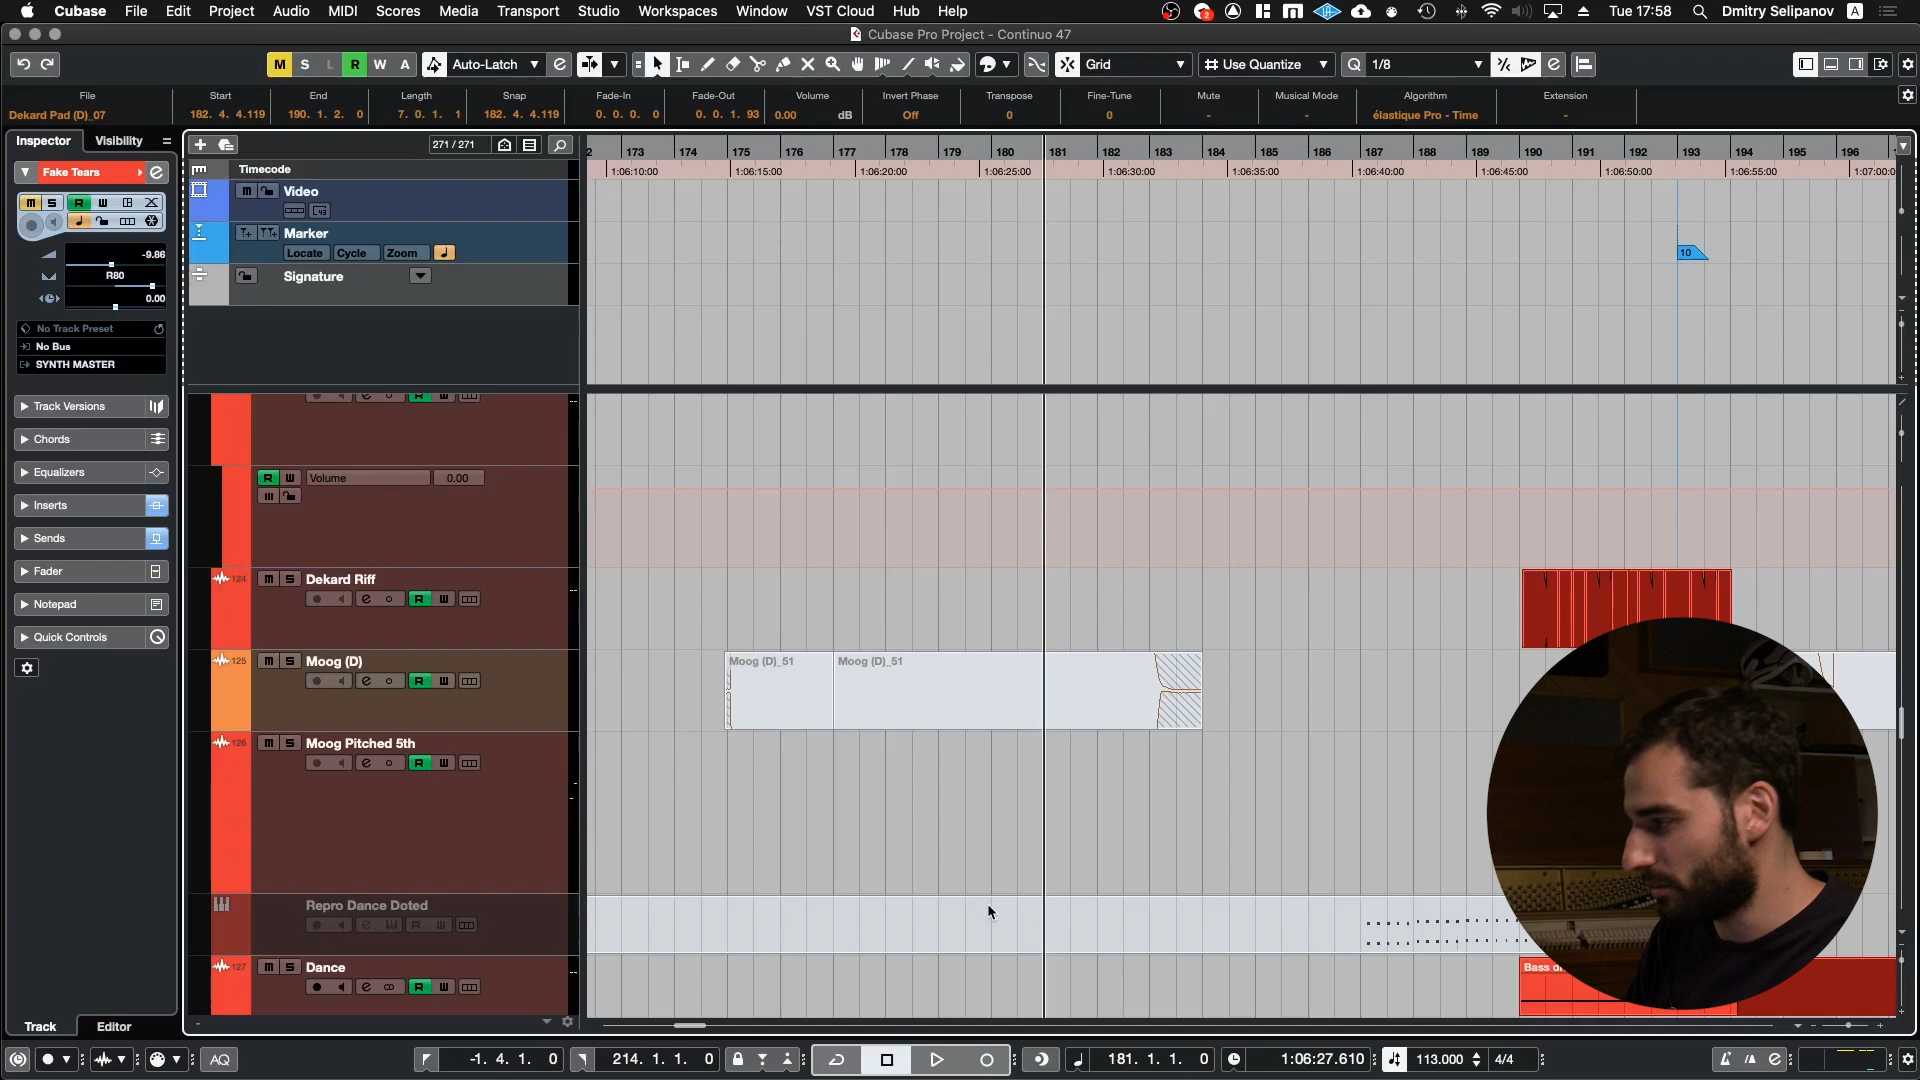 Cubase File Edit Project Audio MIDI Scores Media Transport Studio Workspaces Window VST Cloud Hub Help 2 Tue 17:58 Dmitry Selipanov A
Cubase Pro Project - Continuo 47
M S L R W A Auto-Latch Grid Use Quantize 1/8
File Start End Length Snap Fade-In Fade-Out Volume Invert Phase Transpose Fine-Tune Mute Musical Mode Algorithm Extension
Dekard Pad (D)_07 182. 4. 4.119 190. 1. 2. 0 7. 0. 1. 1 182. 4. 4.119 0. 0. 0. 0 0. 0. 1. 93 0.00 dB Off 0 0 - - élastique Pro - Time -
Inspector Visibility 271 / 271
172 173 174 175 176 177 178 179 180 181 182 183 184 185 186 187 188 189 190 191 192 193 194 195 196
Fake Tears Timecode 1:06:10:00 1:06:15:00 1:06:20:00 1:06:25:00 1:06:30:00 1:06:35:00 1:06:40:00 1:06:45:00 1:06:50:00 1:06:55:00 1:07:00:0
Video
M S R W
Marker
Locate Cycle Zoom 10
-9.86
R80
0.00
Signature
No Track Preset
No Bus
SYNTH MASTER
Track Versions
Chords
Equalizers
Inserts
Sends
Fader
Notepad
Quick Controls
R W Volume 0.00
124 m S Dekard Riff
R W
125 m S Moog (D) Moog (D)_51 Moog (D)_51
R W
126 m S Moog Pitched 5th
R W
Repro Dance Doted
R W
127 m S Dance Bass di
R W
Track Editor
AQ -1. 4. 1. 0 214. 1. 1. 0 181. 1. 1. 0 1:06:27.610 113.000 4/4